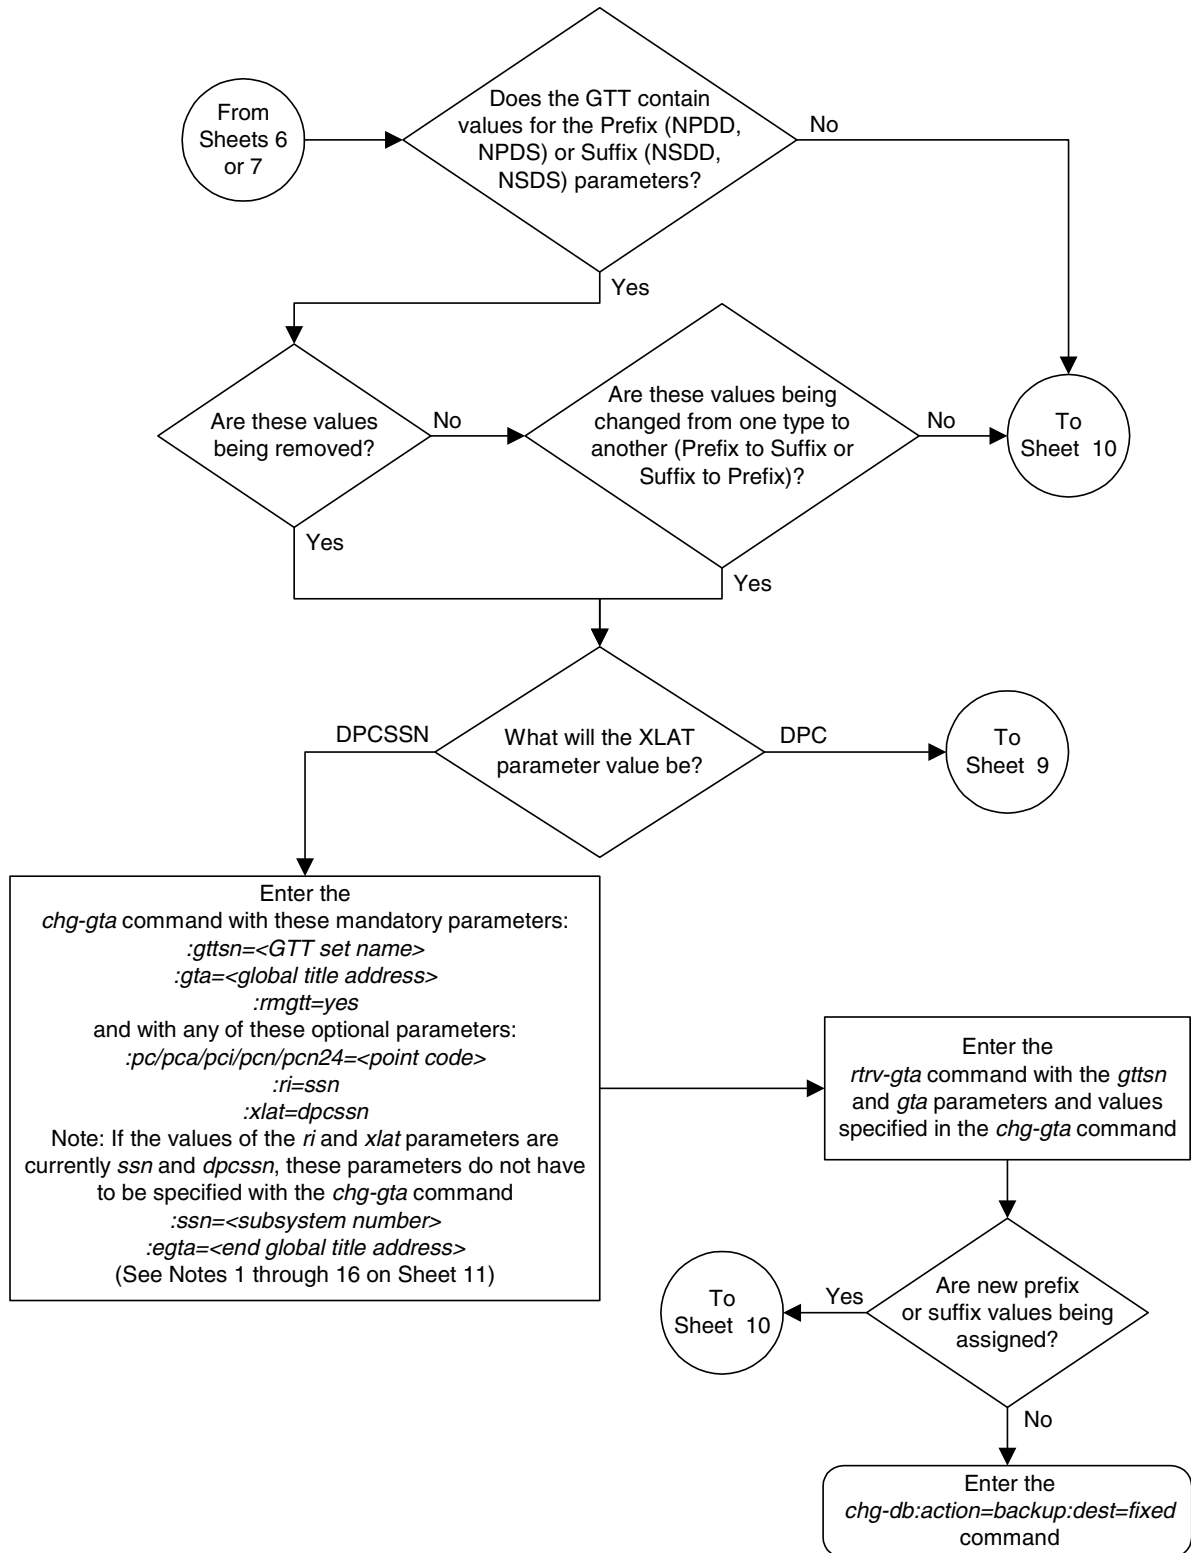 From
Sheets 6
or 7
Does the GTT contain
values for the Prefix (NPDD,
NPDS) or Suffix (NSDD,
NSDS) parameters?
No
Yes
Are these values
being removed?
No
Are these values being
changed from one type to
another (Prefix to Suffix or
Suffix to Prefix)?
No
To
Sheet 10
Yes
Yes
DPCSSN
What will the XLAT
parameter value be?
DPC
To
Sheet 9
Enter the
chg-gta command with these mandatory parameters:
:gttsn=<GTT set name>
:gta=<global title address>
:rmgtt=yes
and with any of these optional parameters:
:pc/pca/pci/pcn/pcn24=<point code>
:ri=ssn
:xlat=dpcssn
Note: If the values of the ri and xlat parameters are
currently ssn and dpcssn, these parameters do not have
to be specified with the chg-gta command
:ssn=<subsystem number>
:egta=<end global title address>
(See Notes 1 through 16 on Sheet 11)
Enter the
rtrv-gta command with the gttsn
and gta parameters and values
specified in the chg-gta command
Are new prefix
or suffix values being
assigned?
Yes
To
Sheet 10
No
Enter the
chg-db:action=backup:dest=fixed
command